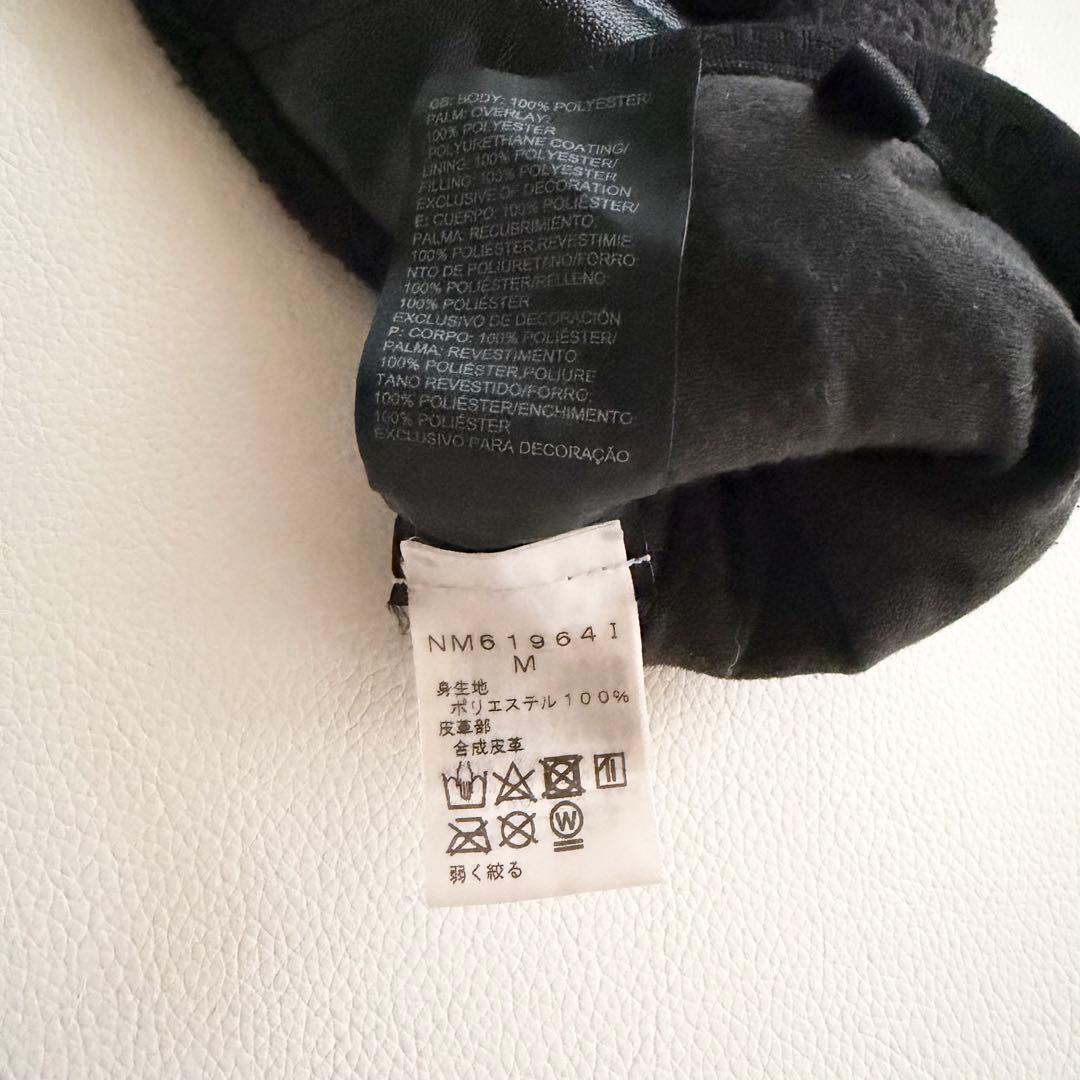 GB: BODY: 100% POLYESTER/
PALM: OVERLAY:
100% POLYESTER
POLYURETHANE COATING/
LINING: 100% POLYESTER/
FILLING: 100% POLYESTER
EXCLUSIVE OF DECORATION
E: CUERPO: 100% POLIÉSTER/
PALMA: RECUBRIMIENTO
100% POLIÉSTER,REVESTIMIE
NTO DE POLIURETANO/FORRO:
100% POLIÉSTER/RELLENO:
100% POLIÉSTER
EXCLUSIVO DE DECORACIÓN
P: CORPO: 100% POLIÉSTER/
PALMA: REVESTIMENTO
100% POLIÉSTER,POLIURE
TANO REVESTIDO/FORRO:
100% POLIÉSTER/ENCHIMENTO
100% POLIÉSTER
EXCLUSIVO PARA DECORAÇÃO
NM61964I
M
身生地
ポリエステル100%
皮革部
合成皮革
W
弱く絞る